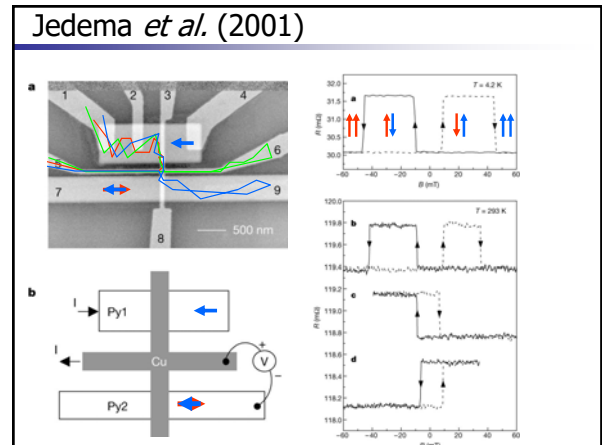 Jedema et al. (2001)
a
1
2
3
4
5
6
7
8
9
500 nm
b
I
Py1
I
Cu
+
V
−
Py2
32.0
31.5
31.0
30.5
30.0
R (mΩ)
a
T = 4.2 K
-60 -40 -20 0 20 40 60
B (mT)
119.8
119.6
119.4
119.2
119.0
118.8
118.6
118.4
118.2
118.0
R (mΩ)
T = 293 K
b
c
d
-60 -40 -20 0 20 40 60